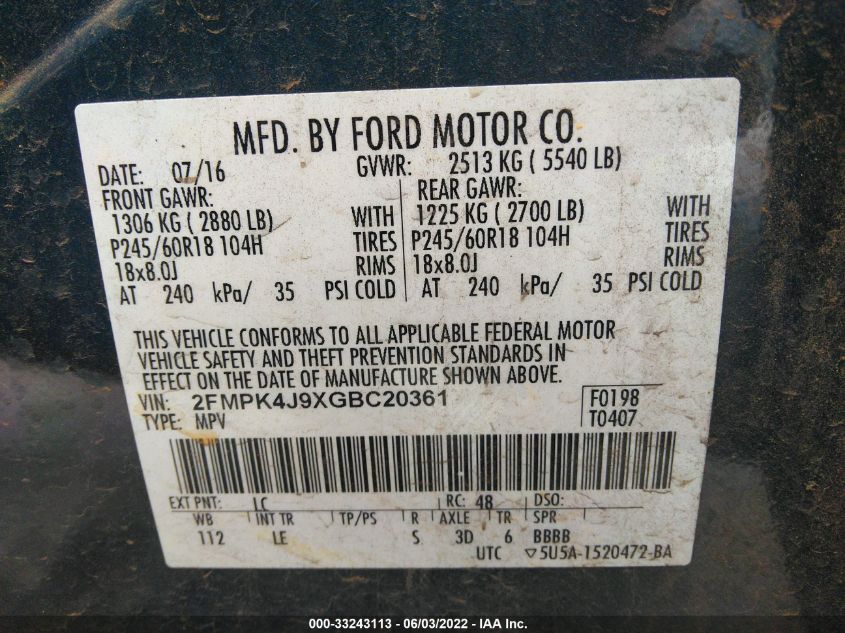 MFD. BY FORD MOTOR CO.
DATE: 07/16 GVWR: 2513 KG ( 5540 LB)
FRONT GAWR: REAR GAWR:
1306 KG ( 2880 LB) WITH 1225 KG ( 2700 LB) WITH
P245/60R18 104H TIRES P245/60R18 104H TIRES
18x8.0J RIMS 18x8.0J RIMS
AT 240 kPa/ 35 PSI COLD AT 240 kPa/ 35 PSI COLD
THIS VEHICLE CONFORMS TO ALL APPLICABLE FEDERAL MOTOR
VEHICLE SAFETY AND THEFT PREVENTION STANDARDS IN
EFFECT ON THE DATE OF MANUFACTURE SHOWN ABOVE.
VIN: 2FMPK4J9XGBC20361 F0198
TYPE: MPV T0407
EXT PNT: LC RC: 48 DSO:
WB INT TR TP/PS R AXLE TR SPR
112 LE S 3D 6 BBBB
UTC ▽5U5A-1520472-BA
000-33243113 - 06/03/2022 - IAA Inc.